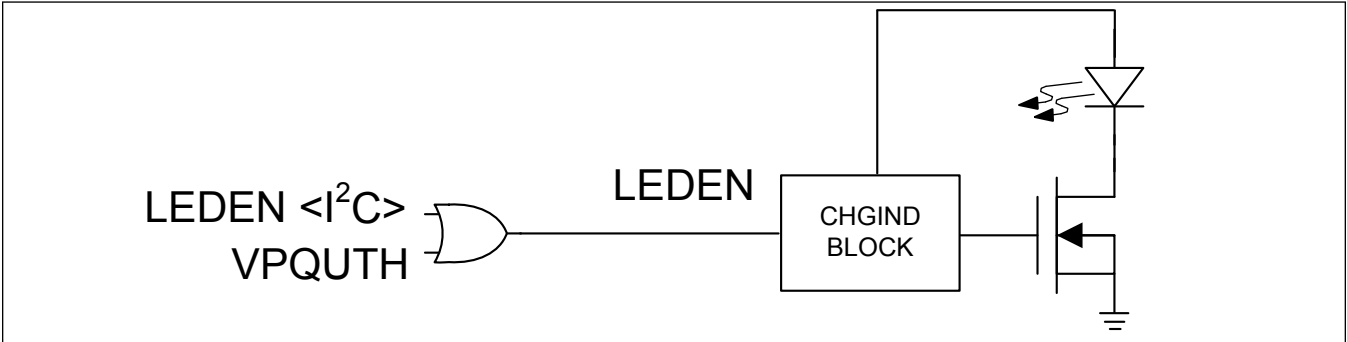 LEDEN
LEDEN <I²C>
CHGIND
BLOCK
VPQUTH